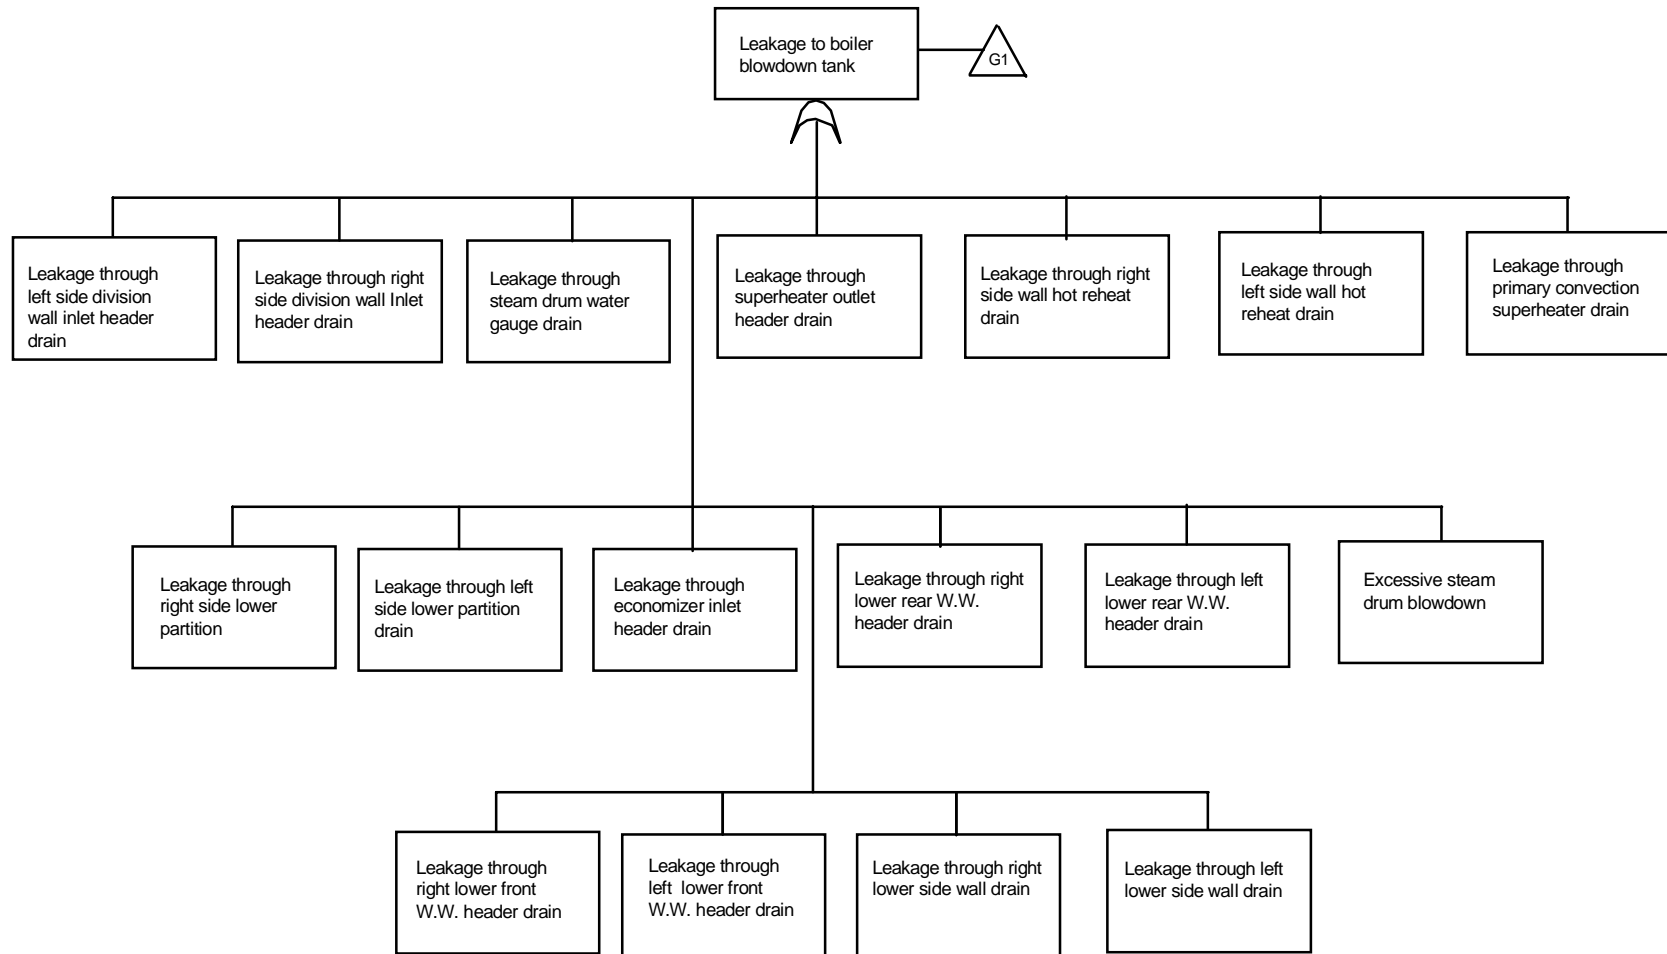 Leakage to boiler
blowdown tank
G1
Leakage through
left side division
wall inlet header
drain
Leakage through right
side division wall Inlet
header drain
Leakage through
steam drum water
gauge drain
Leakage through
superheater outlet
header drain
Leakage through right
side wall hot reheat
drain
Leakage through
left side wall hot
reheat drain
Leakage through
primary convection
superheater drain
Leakage through
right side lower
partition
Leakage through left
side lower partition
drain
Leakage through
economizer inlet
header drain
Leakage through right
lower rear W.W.
header drain
Leakage through left
lower rear W.W.
header drain
Excessive steam
drum blowdown
Leakage through
right lower front
W.W. header drain
Leakage through
left lower front
W.W. header drain
Leakage through right
lower side wall drain
Leakage through left
lower side wall drain